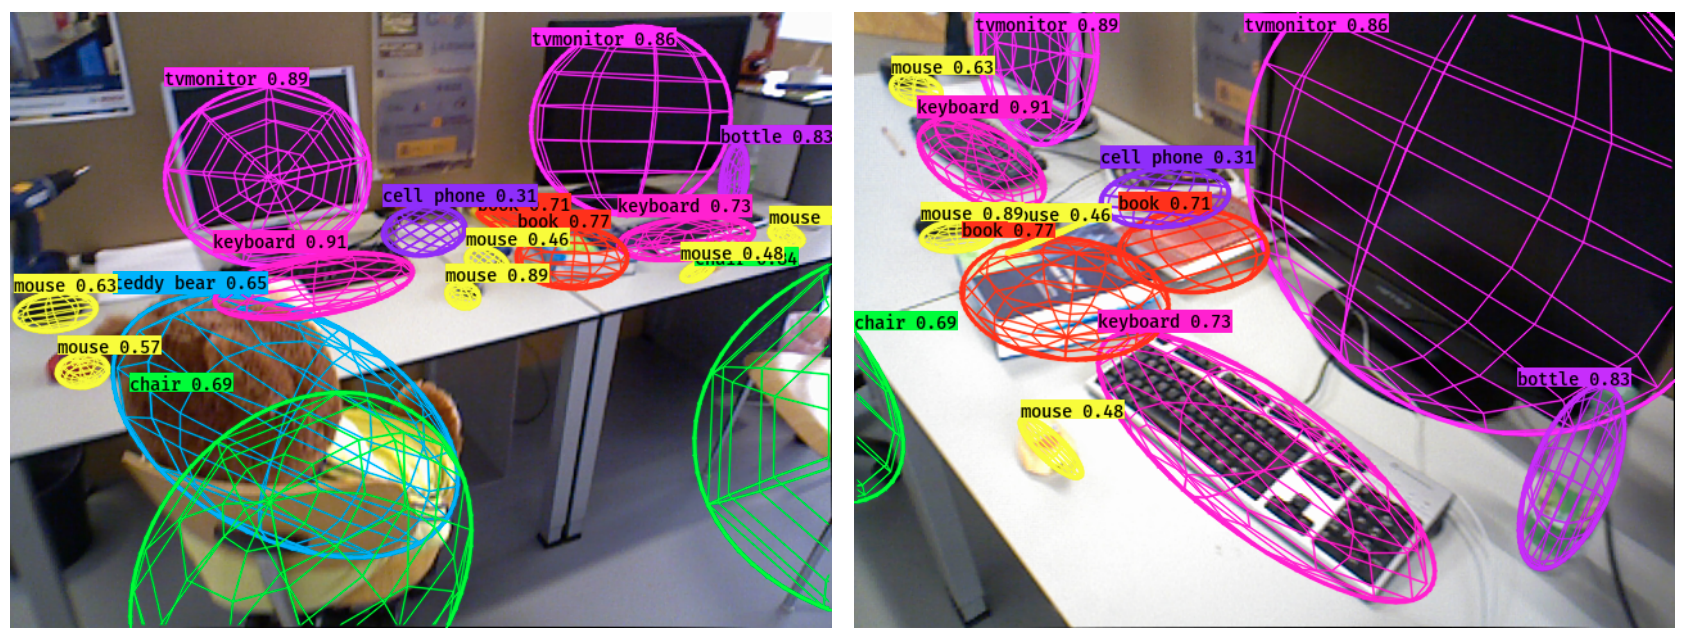 tvmonitor 0.86
tvmonitor 0.89
bottle 0.83
cell phone 0.31
book 0.71
keyboard 0.73
book 0.77
mouse
keyboard 0.91
mouse 0.46
mouse 0.48
mouse 0.89
teddy bear 0.65
mouse 0.63
mouse 0.57
chair 0.69
tvmonitor 0.89
tvmonitor 0.86
mouse 0.63
keyboard 0.91
cell phone 0.31
book 0.71
mouse 0.89
use 0.46
book 0.77
chair 0.69
keyboard 0.73
bottle 0.83
mouse 0.48